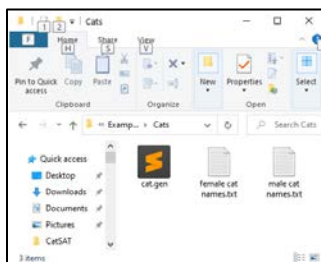 Cats
1 2
F Home Share View
H S V
Pin to Quick access
Copy
Paste
New
Properties
Select
Clipboard Organize Open
« Examp... › Cats
Search Cats
Quick access
Desktop
Downloads
Documents
Pictures
CatSAT
cat.gen
female cat names.txt
male cat names.txt
3 items